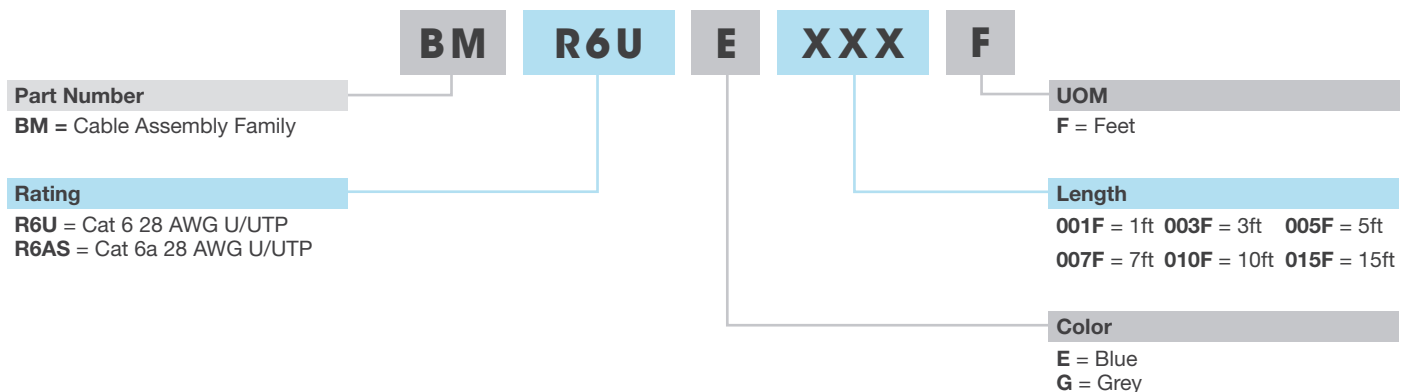 BM R6U E XXX F
Part Number
BM = Cable Assembly Family
UOM
F = Feet
Rating
R6U = Cat 6 28 AWG U/UTP
R6AS = Cat 6a 28 AWG U/UTP
Length
001F = 1ft 003F = 3ft 005F = 5ft
007F = 7ft 010F = 10ft 015F = 15ft
Color
E = Blue
G = Grey